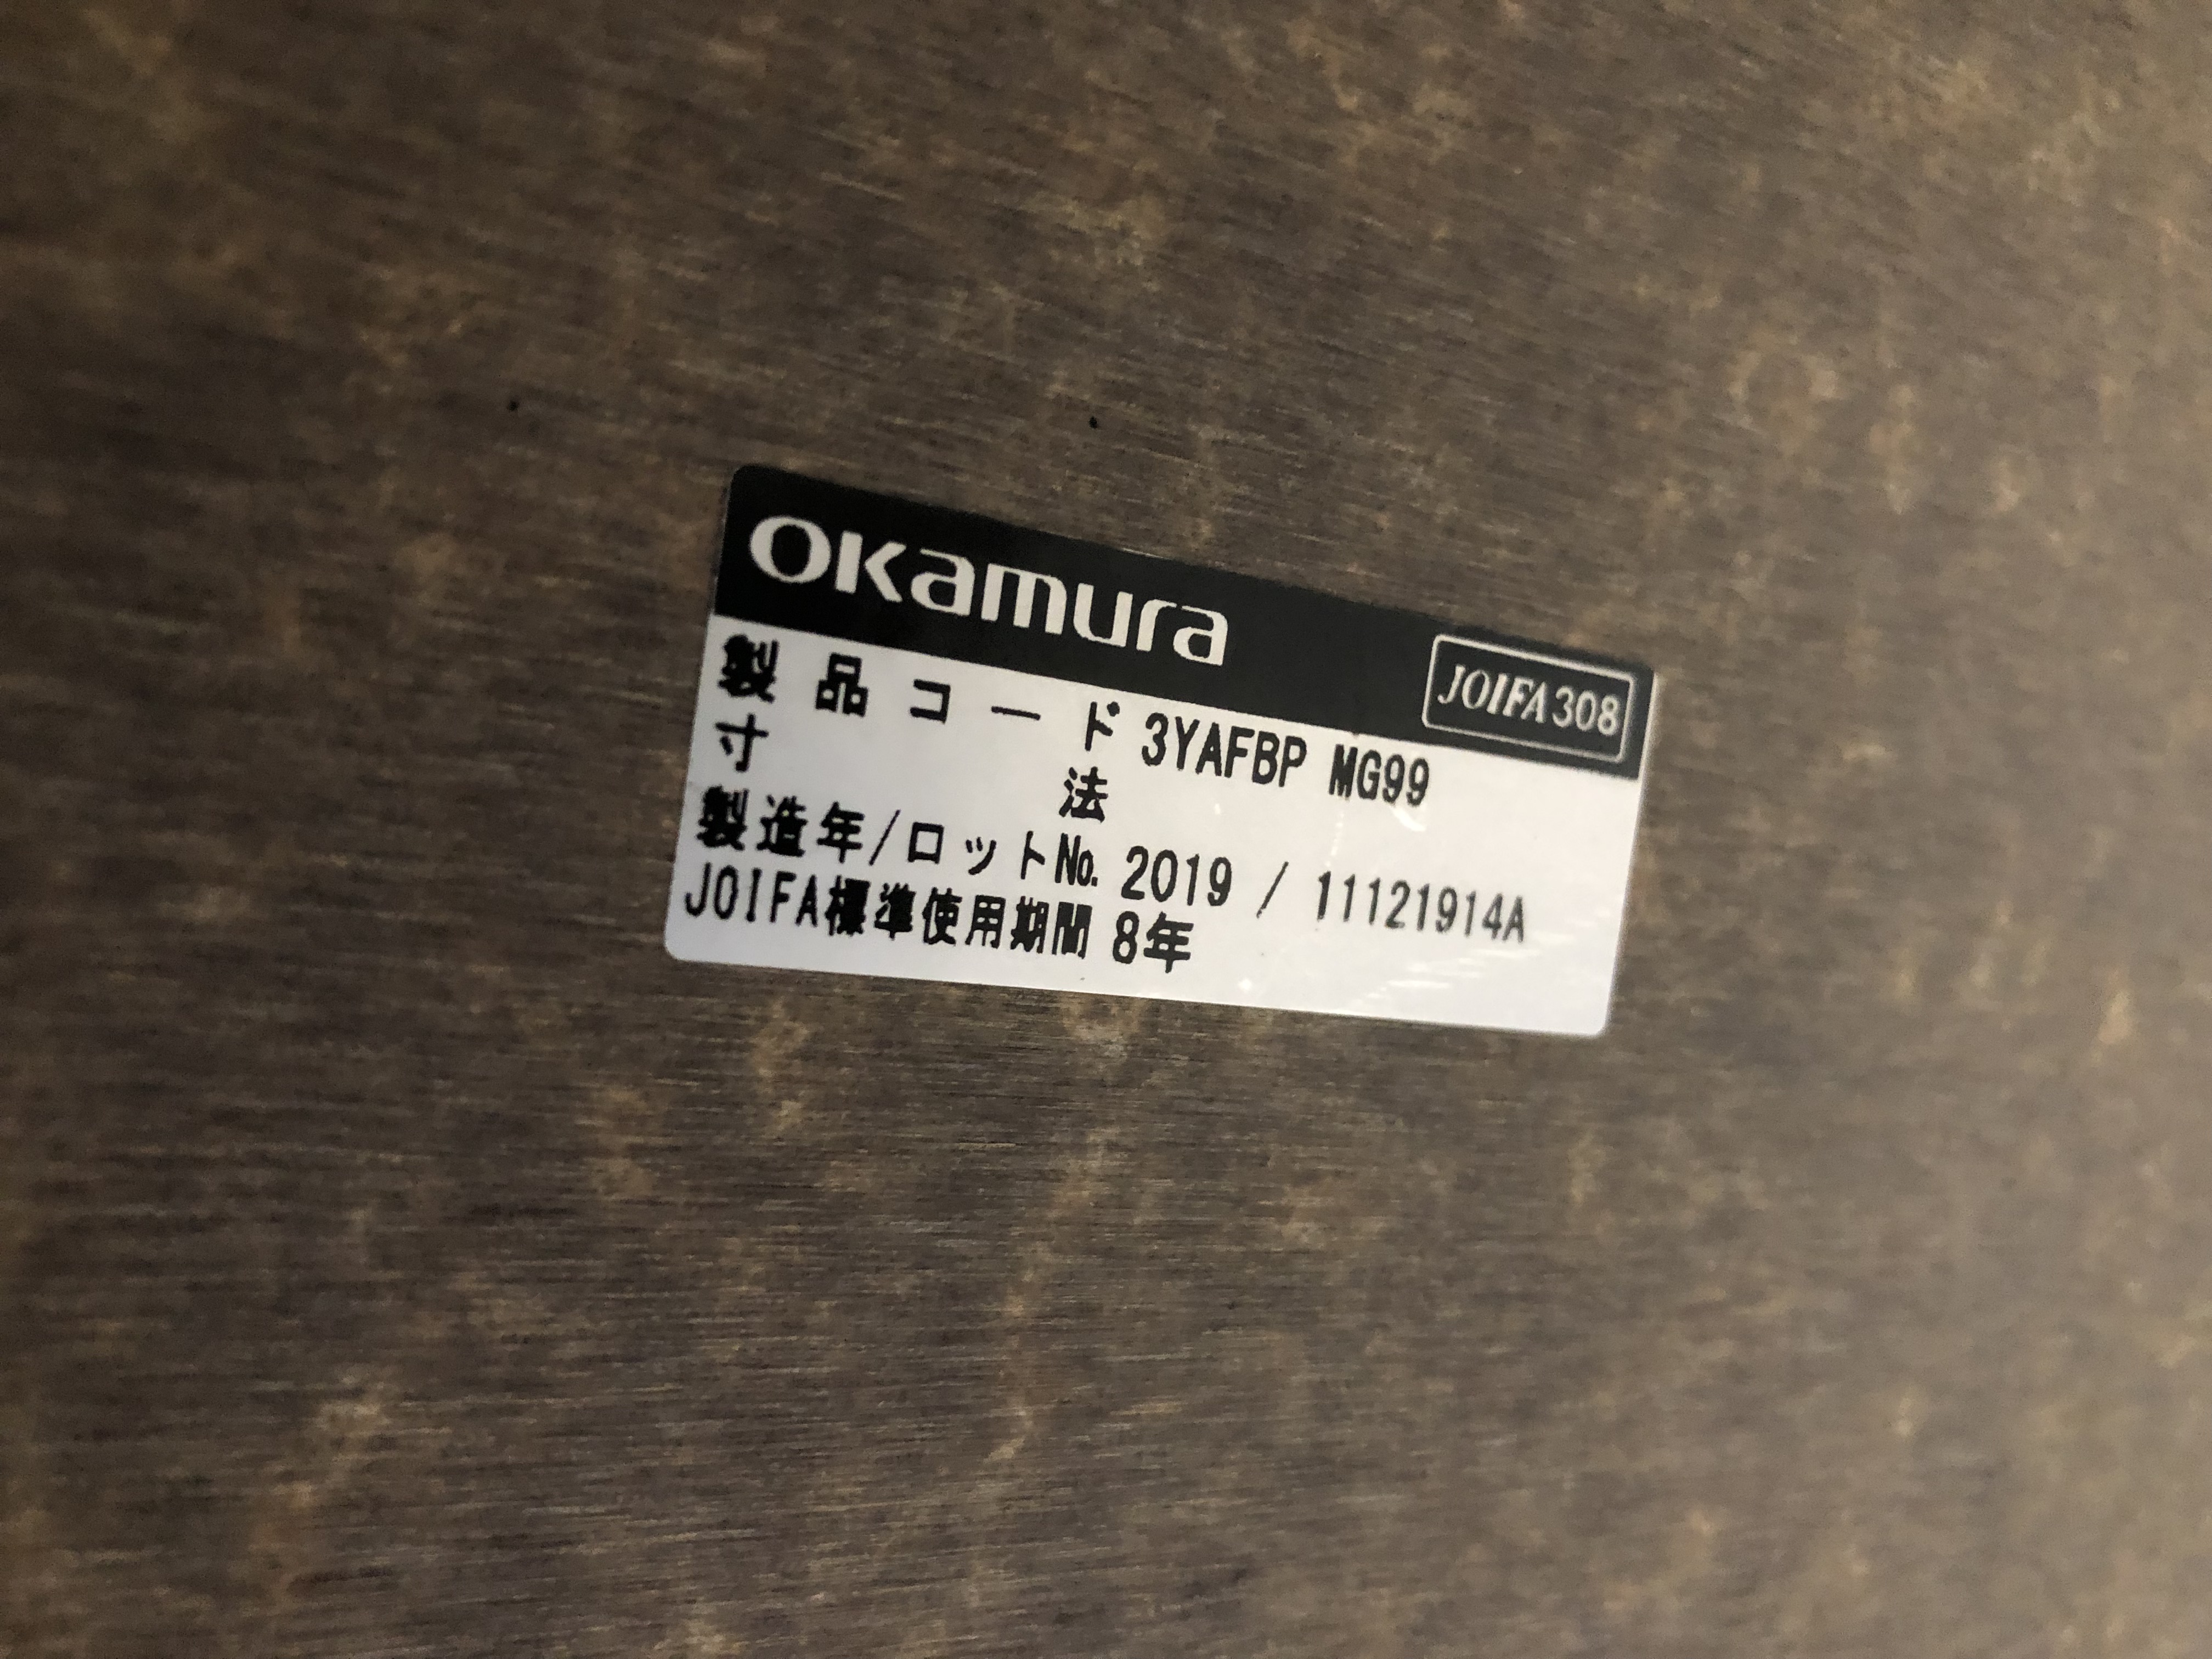 okamura
JOIFA308
製品コード 3YAFBP MG99
寸法
製造年/ロット№ 2019 / 11121914A
JOIFA標準使用期間 8年